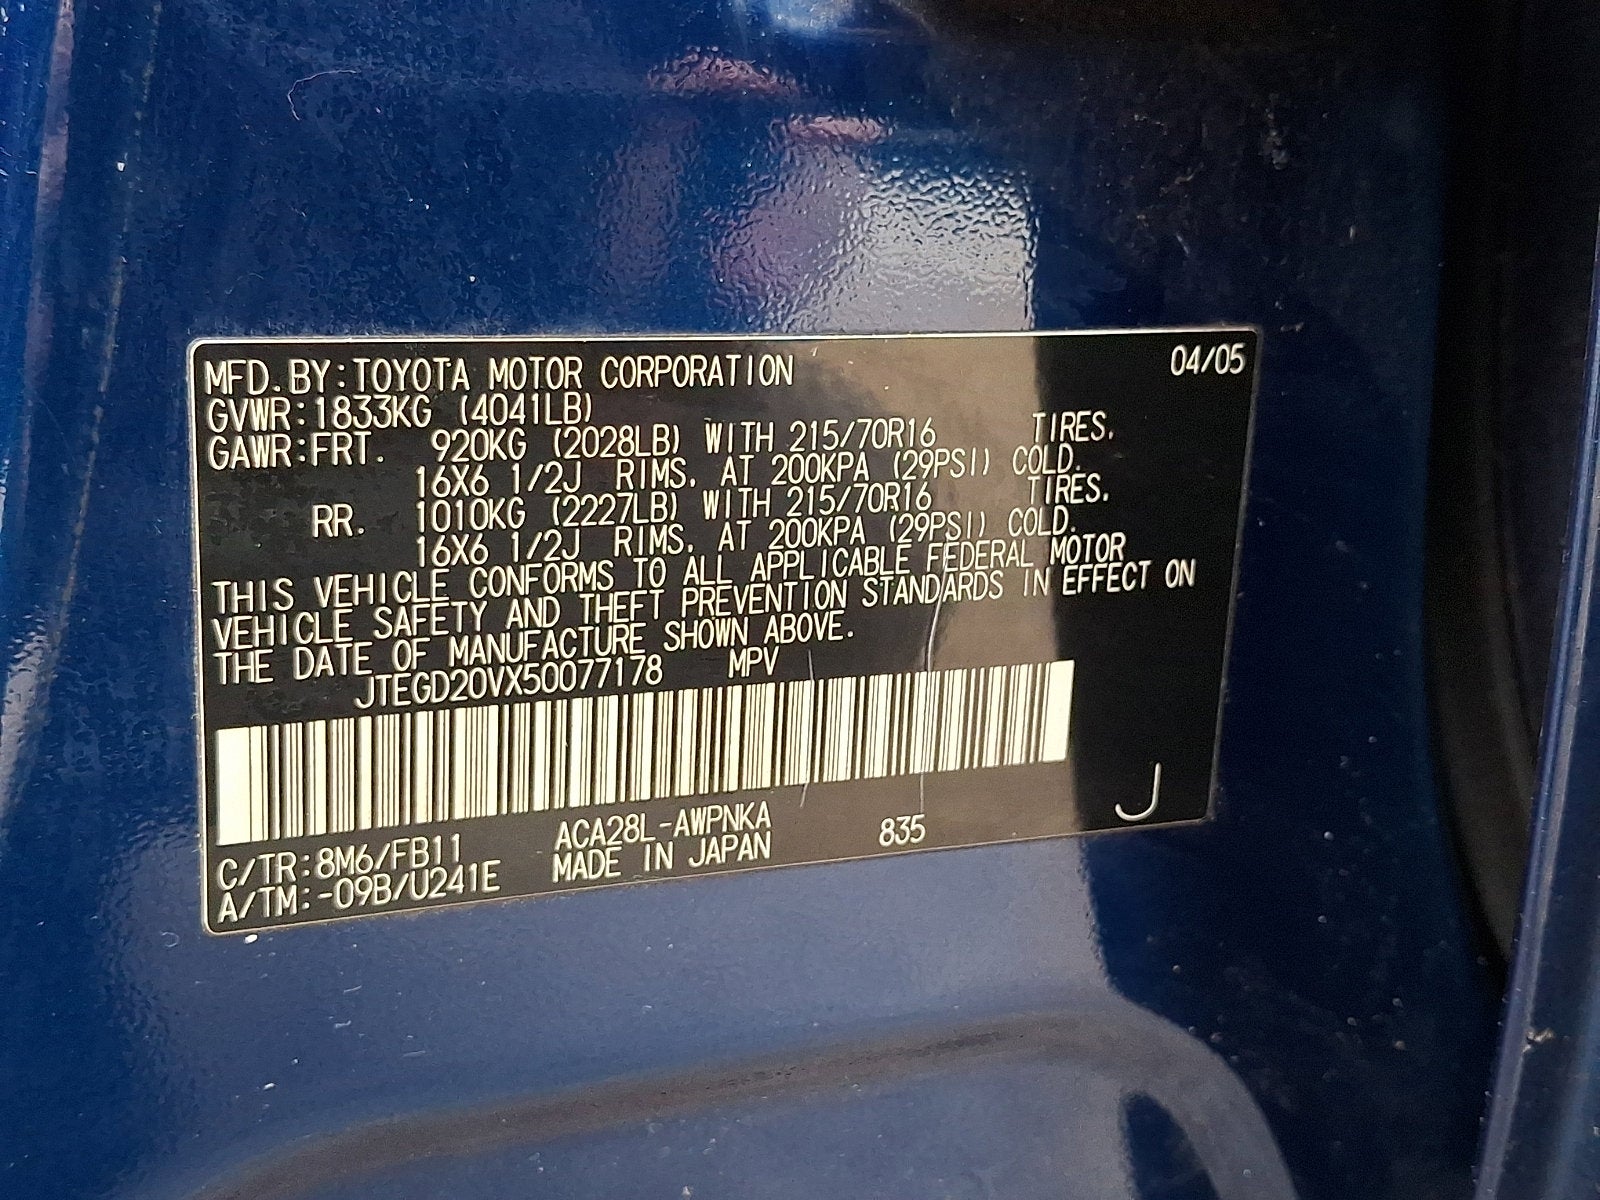 MFD.BY:TOYOTA MOTOR CORPORATION 04/05
GVWR:1833KG (4041LB)
GAWR:FRT. 920KG (2028LB) WITH 215/70R16 TIRES,
16X6 1/2J RIMS, AT 200KPA (29PSI) COLD.
RR. 1010KG (2227LB) WITH 215/70R16 TIRES,
16X6 1/2J RIMS, AT 200KPA (29PSI) COLD.
THIS VEHICLE CONFORMS TO ALL APPLICABLE FEDERAL MOTOR
VEHICLE SAFETY AND THEFT PREVENTION STANDARDS IN EFFECT ON
THE DATE OF MANUFACTURE SHOWN ABOVE.
JTEGD20VX50077178 MPV
C/TR:8M6/FB11 ACA28L-AWPNKA 835 J
A/TM:-09B/U241E MADE IN JAPAN